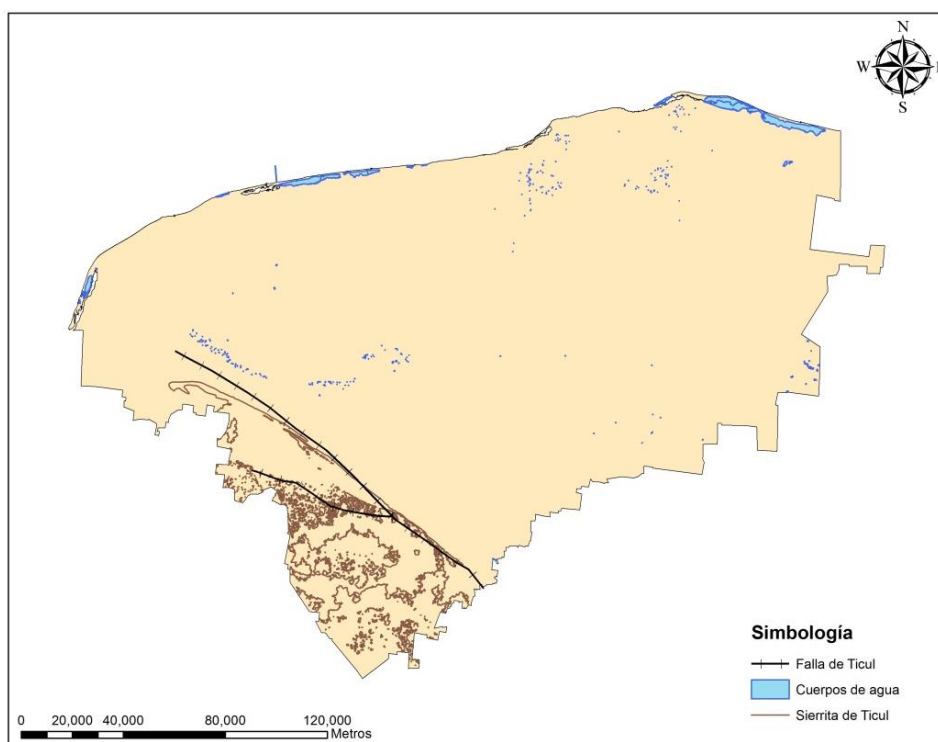 N
W
S
Simbología
Falla de Ticul
Cuerpos de agua
Sierrita de Ticul
0 20,000 40,000 80,000 120,000
Metros